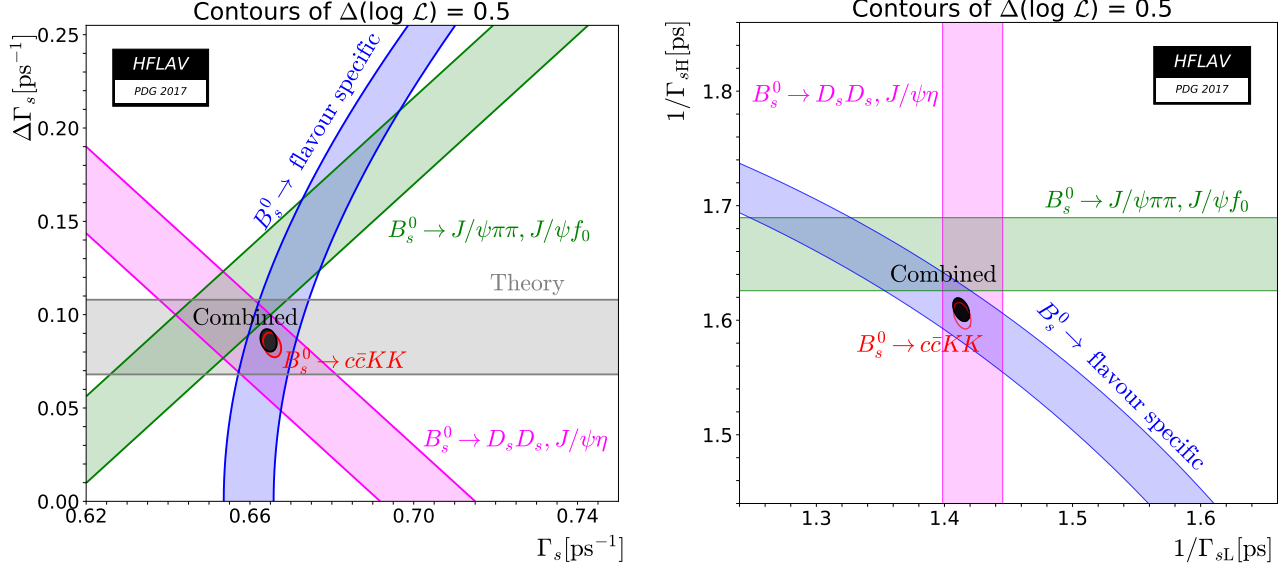 Contours of Δ(log ℒ) = 0.5
HFLAV
PDG 2017
ΔΓₛ[ps⁻¹]
0.25
0.20
0.15
0.10
0.05
0.00
B⁰ₛ → flavour specific
B⁰ₛ → J/ψππ, J/ψf₀
Theory
Combined
B⁰ₛ → cc̄KK
B⁰ₛ → DₛDₛ, J/ψη
0.62 0.66 0.70 0.74
Γₛ[ps⁻¹]
Contours of Δ(log ℒ) = 0.5
HFLAV
PDG 2017
1/Γ_sH[ps]
1.8
1.7
1.6
1.5
B⁰ₛ → DₛDₛ, J/ψη
B⁰ₛ → J/ψππ, J/ψf₀
Combined
B⁰ₛ → cc̄KK
B⁰ₛ → flavour specific
1.3 1.4 1.5 1.6
1/Γ_sL[ps]